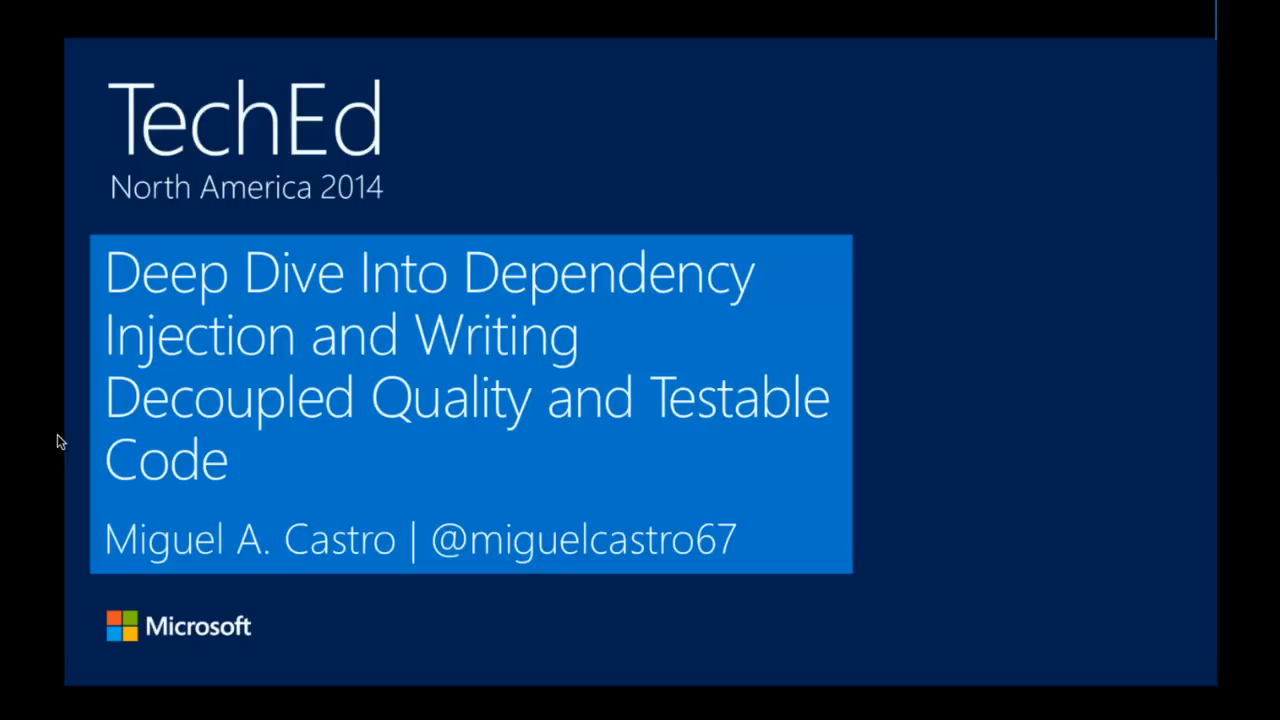 TechEd
North America 2014
Deep Dive Into Dependency
Injection and Writing
Decoupled Quality and Testable
Code
Miguel A. Castro | @miguelcastro67
Microsoft